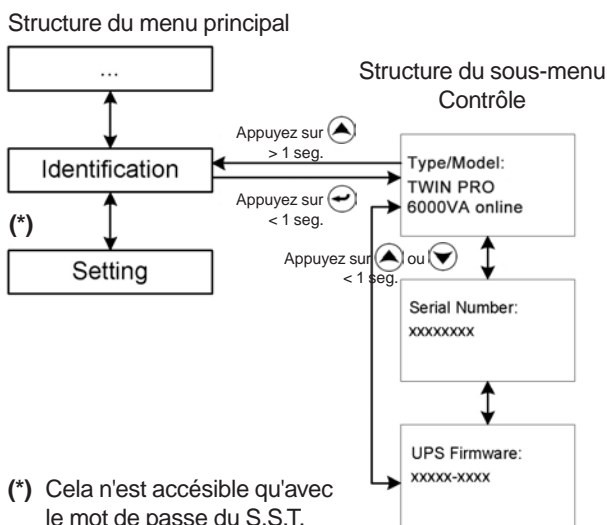 Structure du menu principal
...
Identification
(*)
Setting
Structure du sous-menu
Contrôle
Appuyez sur
> 1 seg.
Appuyez sur
< 1 seg.
Appuyez sur ou
< 1 seg.
Type/Model:
TWIN PRO
6000VA online
Serial Number:
xxxxxxxx
UPS Firmware:
xxxxx-xxxx
(*) Cela n'est accésible qu'avec
le mot de passe du S.S.T.